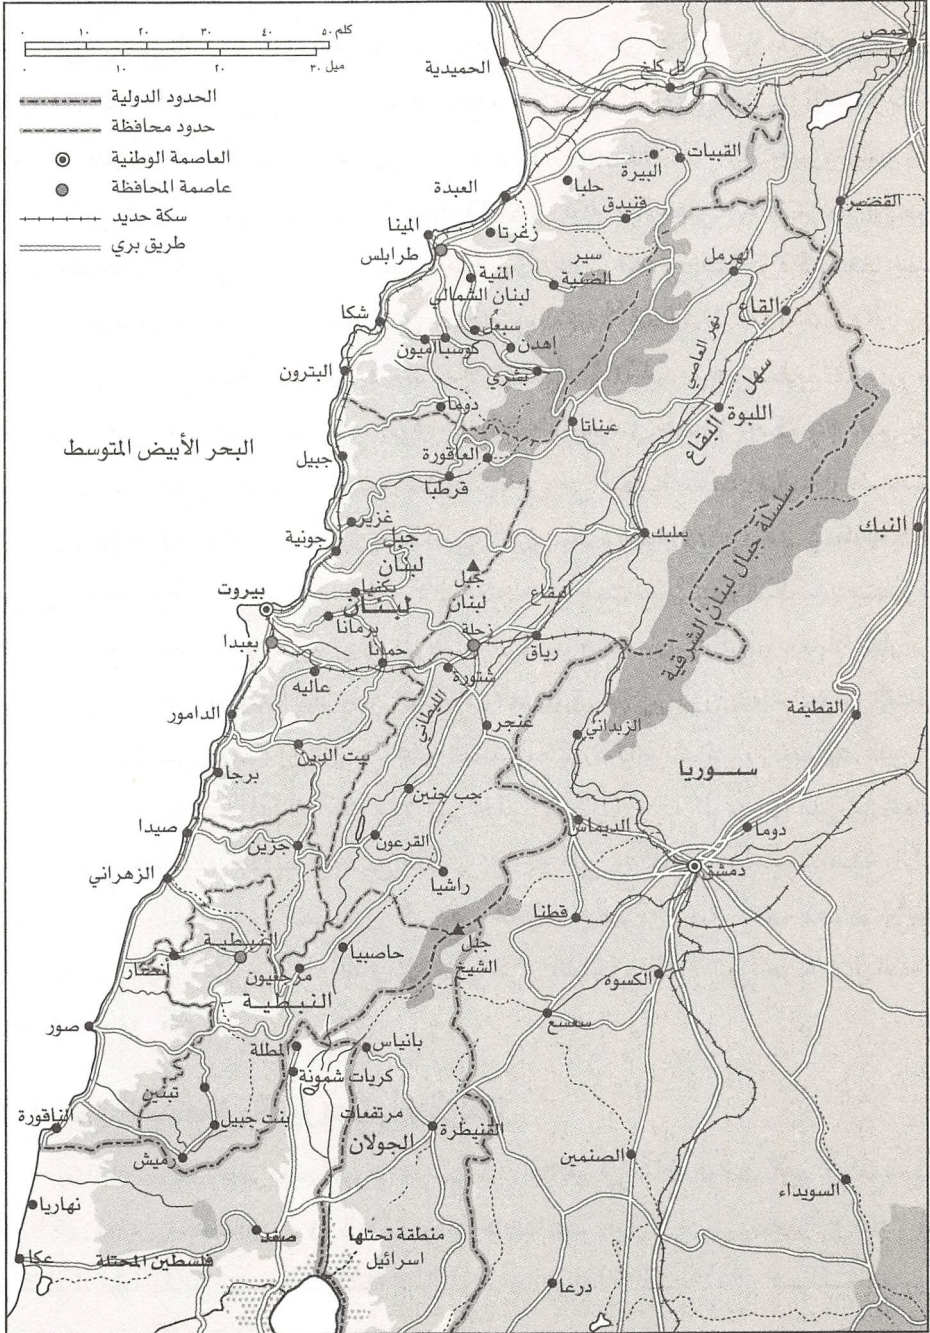 كلم ٥٠ ٤٠ ٣٠ ٢٠ ١٠ ٠
ميل ٣٠ ٢٠ ١٠ ٠
الحدود الدولية
حدود محافظة
العاصمة الوطنية
عاصمة المحافظة
سكة حديد
طريق بري
حمص
تل كلخ
الحميدية
القبيات
البيرة
حلبا
العبدة
فنيدق
القصير
المينا
زغرتا
طرابلس
سير
الضنية
الهرمل
المنية
لبنان الشمالي
القاع
شكا
سبعل
إهدن
كوسبا
اميون
نهر العاصي
البترون
بشري
سهل
البقاع
دوما
اللبوة
عيناتا
البحر الأبيض المتوسط
جبيل
العاقورة
قرطبا
غزير
جونية
جبل
لبنان
بعلبك
النبك
سلسلة جبال لبنان الشرقية
جبل
لبنان
البقاع
بكفيا
بيروت
لبنان
برمانا
زحلة
بعبدا
رياق
حمانا
شتورة
عاليه
الليطاني
القطيفة
الدامور
عنجر
الزبداني
بيت الدين
سوريا
برجا
جب جنين
صيدا
الديماس
دوما
جزين
القرعون
دمشق
الزهراني
راشيا
قطنا
النبطية
جبل
الشيخ
حاصبيا
انصار
مرجعيون
الكسوة
النبطية
صور
سعسع
بانياس
المطلة
كريات شمونة
تبنين
مرتفعات
الجولان
الناقورة
بنت جبيل
القنيطرة
رميش
الصنمين
السويداء
نهاريا
منطقة تحتلها
اسرائيل
صفد
عكا
فلسطين المحتلة
درعا